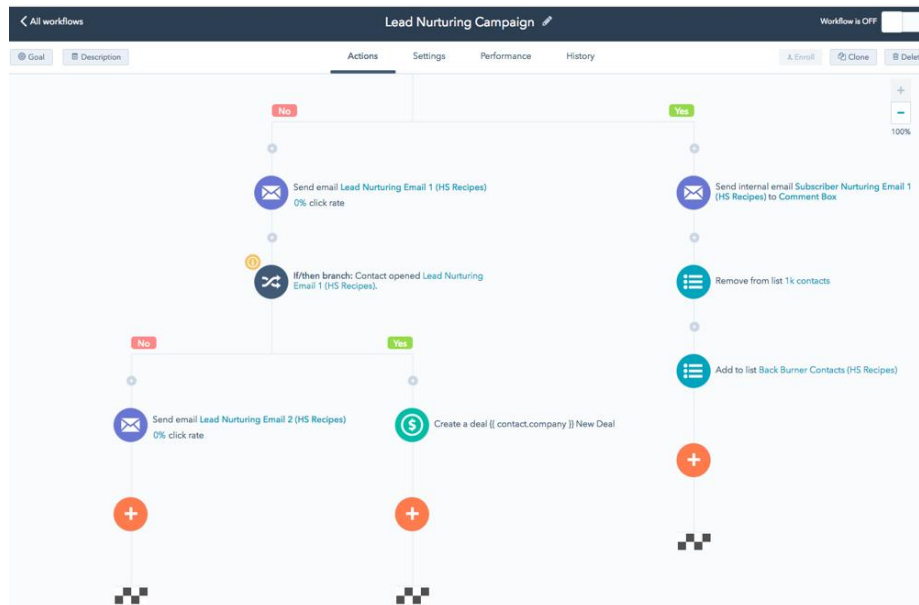 All workflows
Lead Nurturing Campaign
Workflow is OFF
Goal
Description
Actions
Settings
Performance
History
Enroll
Clone
Delet
No
Yes
100%
Send email Lead Nurturing Email 1 (HS Recipes)
0% click rate
Send internal email Subscriber Nurturing Email 1
(HS Recipes) to Comment Box
If/then branch: Contact opened Lead Nurturing
Email 1 (HS Recipes).
Remove from list 1k contacts
No
Yes
Add to list Back Burner Contacts (HS Recipes)
Send email Lead Nurturing Email 2 (HS Recipes)
0% click rate
Create a deal {{ contact.company }} New Deal